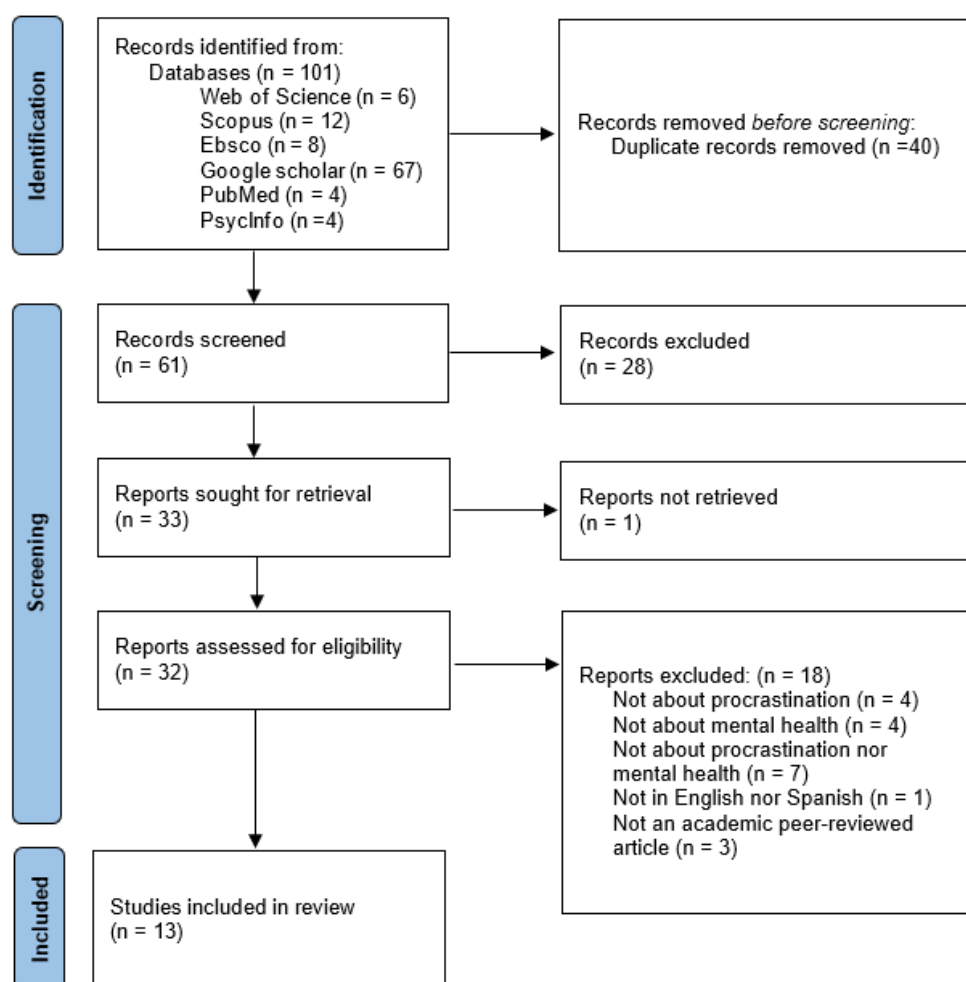 Identification
Records identified from:
Databases (n = 101)
Web of Science (n = 6)
Scopus (n = 12)
Ebsco (n = 8)
Google scholar (n = 67)
PubMed (n = 4)
PsycInfo (n =4)
Records removed before screening:
Duplicate records removed (n =40)
Screening
Records screened
(n = 61)
Records excluded
(n = 28)
Reports sought for retrieval
(n = 33)
Reports not retrieved
(n = 1)
Reports assessed for eligibility
(n = 32)
Reports excluded: (n = 18)
Not about procrastination (n = 4)
Not about mental health (n = 4)
Not about procrastination nor
mental health (n = 7)
Not in English nor Spanish (n = 1)
Not an academic peer-reviewed
article (n = 3)
Included
Studies included in review
(n = 13)